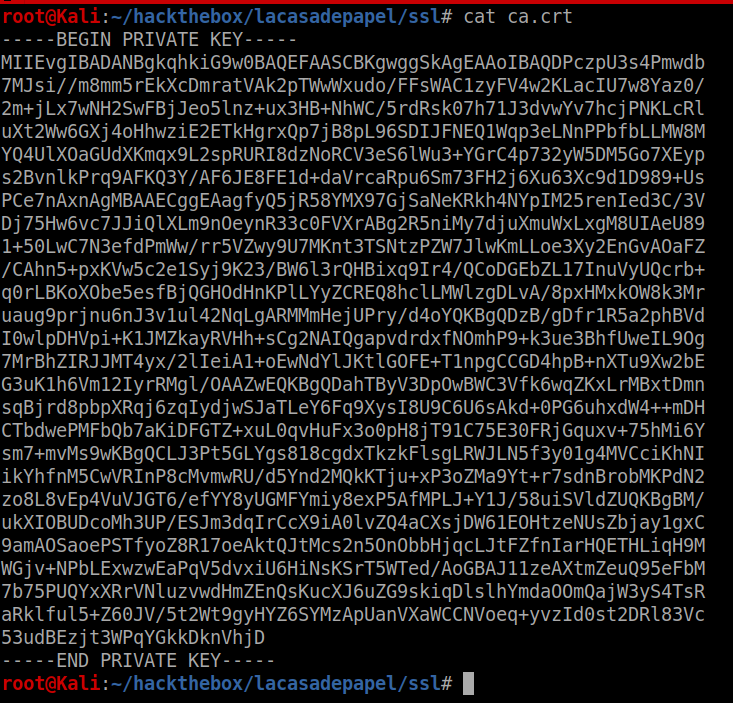 root@Kali:~/hackthebox/lacasadepapel/ssl# cat ca.crt
-----BEGIN PRIVATE KEY-----
MIIEvgIBADANBgkqhkiG9w0BAQEFAASCBKgwggSkAgEAAoIBAQDPczpU3s4Pmwdb
7MJsi//m8mm5rEkXcDmratVAk2pTWwWxudo/FFsWAC1zyFV4w2KLacIU7w8Yaz0/
2m+jLx7wNH2SwFBjJeo5lnz+ux3HB+NhWC/5rdRsk07h71J3dvwYv7hcjPNKLcRl
uXt2Ww6GXj4oHhwziE2ETkHgrxQp7jB8pL96SDIJFNEQ1Wqp3eLNnPPbfbLLMW8M
YQ4UlXOaGUdXKmqx9L2spRURI8dzNoRCV3eS6lWu3+YGrC4p732yW5DM5Go7XEyp
s2BvnlkPrq9AFKQ3Y/AF6JE8FE1d+daVrcaRpu6Sm73FH2j6Xu63Xc9d1D989+Us
PCe7nAxnAgMBAAECggEAagfyQ5jR58YMX97GjSaNeKRkh4NYpIM25renIed3C/3V
Dj75Hw6vc7JJiQlXLm9nOeynR33c0FVXrABg2R5niMy7djuXmuWxLxgM8UIAeU89
1+50LwC7N3efdPmWw/rr5VZwy9U7MKnt3TSNtzPZW7JlwKmLLoe3Xy2EnGvAOaFZ
/CAhn5+pxKVw5c2e1Syj9K23/BW6l3rQHBixq9Ir4/QCoDGEbZL17InuVyUQcrb+
q0rLBKoXObe5esfBjQGHOdHnKPlLYyZCREQ8hclLMWlzgDLvA/8pxHMxkOW8k3Mr
uaug9prjnu6nJ3v1ul42NqLgARMMmHejUPry/d4oYQKBgQDzB/gDfr1R5a2phBVd
I0wlpDHVpi+K1JMZkayRVHh+sCg2NAIQgapvdrdxfNOmhP9+k3ue3BhfUweIL9Og
7MrBhZIRJJMT4yx/2lIeiA1+oEwNdYlJKtlGOFE+T1npgCCGD4hpB+nXTu9Xw2bE
G3uK1h6Vm12IyrRMgl/OAAZwEQKBgQDahTByV3DpOwBWC3Vfk6wqZKxLrMBxtDmn
sqBjrd8pbpXRqj6zqIydjwSJaTLeY6Fq9XysI8U9C6U6sAkd+0PG6uhxdW4++mDH
CTbdwePMFbQb7aKiDFGTZ+xuL0qvHuFx3o0pH8jT91C75E30FRjGquxv+75hMi6Y
sm7+mvMs9wKBgQCLJ3Pt5GLYgs818cgdxTkzkFlsgLRWJLN5f3y01g4MVCciKhNI
ikYhfnM5CwVRInP8cMvmwRU/d5Ynd2MQkKTju+xP3oZMa9Yt+r7sdnBrobMKPdN2
zo8L8vEp4VuVJGT6/efYY8yUGMFYmiy8exP5AfMPLJ+Y1J/58uiSVldZUQKBgBM/
ukXIOBUDcoMh3UP/ESJm3dqIrCcX9iA0lvZQ4aCXsjDW61EOHtzeNUsZbjay1gxC
9amAOSaoePSTfyoZ8R17oeAktQJtMcs2n5OnObbHjqcLJtFZfnIarHQETHLiqH9M
WGjv+NPbLExwzwEaPqV5dvxiU6HiNsKSrT5WTed/AoGBAJ11zeAXtmZeuQ95eFbM
7b75PUQYxXRrVNluzvwdHmZEnQsKucXJ6uZG9skiqDlslhYmdaOOmQajW3yS4TsR
aRklful5+Z60JV/5t2Wt9gyHYZ6SYMzApUanVXaWCCNVoeq+yvzId0st2DRl83Vc
53udBEzjt3WPqYGkkDknVhjD
-----END PRIVATE KEY-----
root@Kali:~/hackthebox/lacasadepapel/ssl#